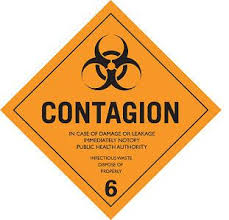 CONTAGION
IN CASE OF DAMAGE OR LEAKAGE
IMMEDIATELY NOTIFY
PUBLIC HEALTH AUTHORITY
INFECTIOUS WASTE
DISPOSE OF
PROPERLY
6